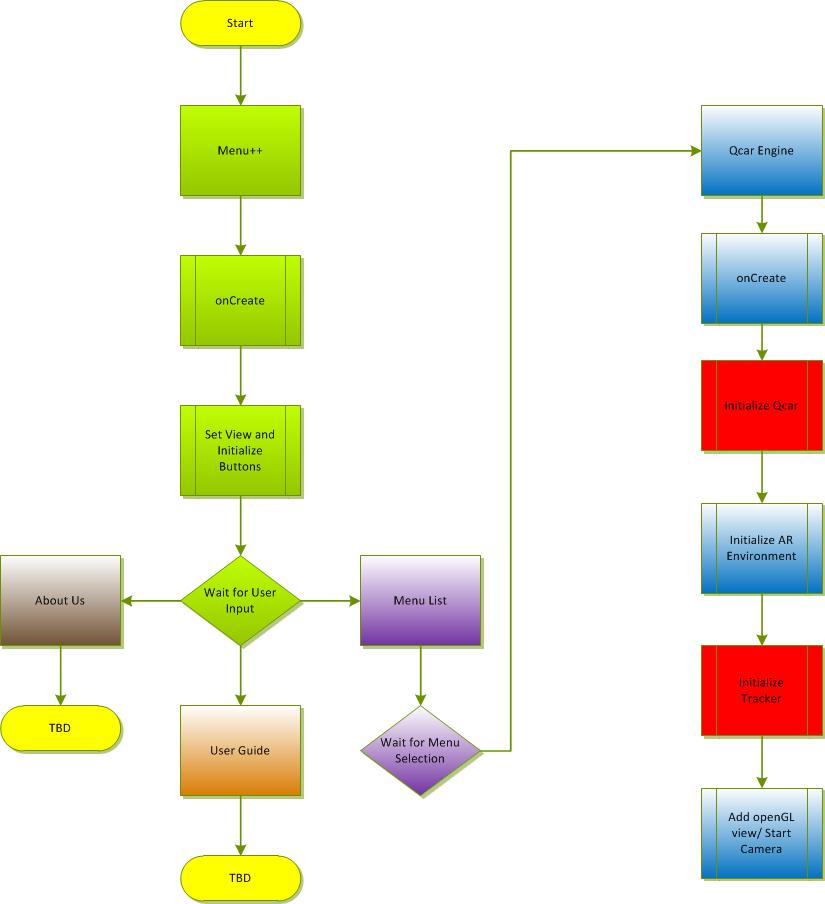 Start
Menu++
onCreate
Set View and
Initialize
Buttons
Wait for User
Input
About Us
TBD
User Guide
TBD
Menu List
Wait for Menu
Selection
Qcar Engine
onCreate
Initialize Qcar
Initialize AR
Environment
Initialize
Tracker
Add openGL
view/ Start
Camera